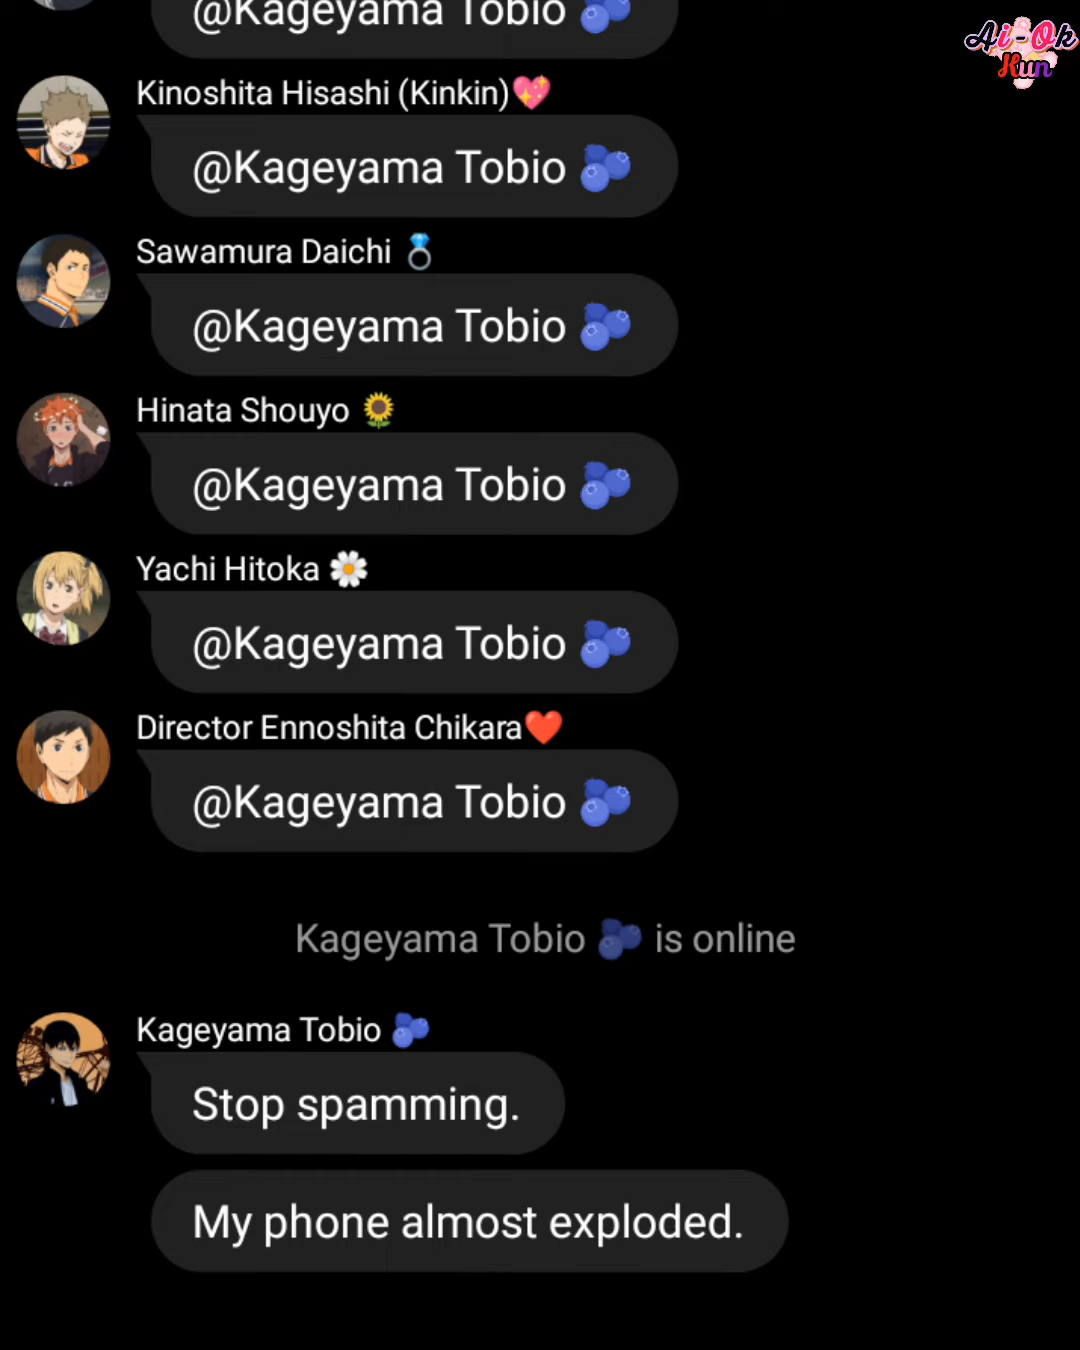 @Kageyama Tobio 🫐
Ai-Ok
Kun
Kinoshita Hisashi (Kinkin)💖
@Kageyama Tobio 🫐
Sawamura Daichi 💍
@Kageyama Tobio 🫐
Hinata Shouyo 🌻
@Kageyama Tobio 🫐
Yachi Hitoka 🌼
@Kageyama Tobio 🫐
Director Ennoshita Chikara❤️
@Kageyama Tobio 🫐
Kageyama Tobio 🫐 is online
Kageyama Tobio 🫐
Stop spamming.
My phone almost exploded.